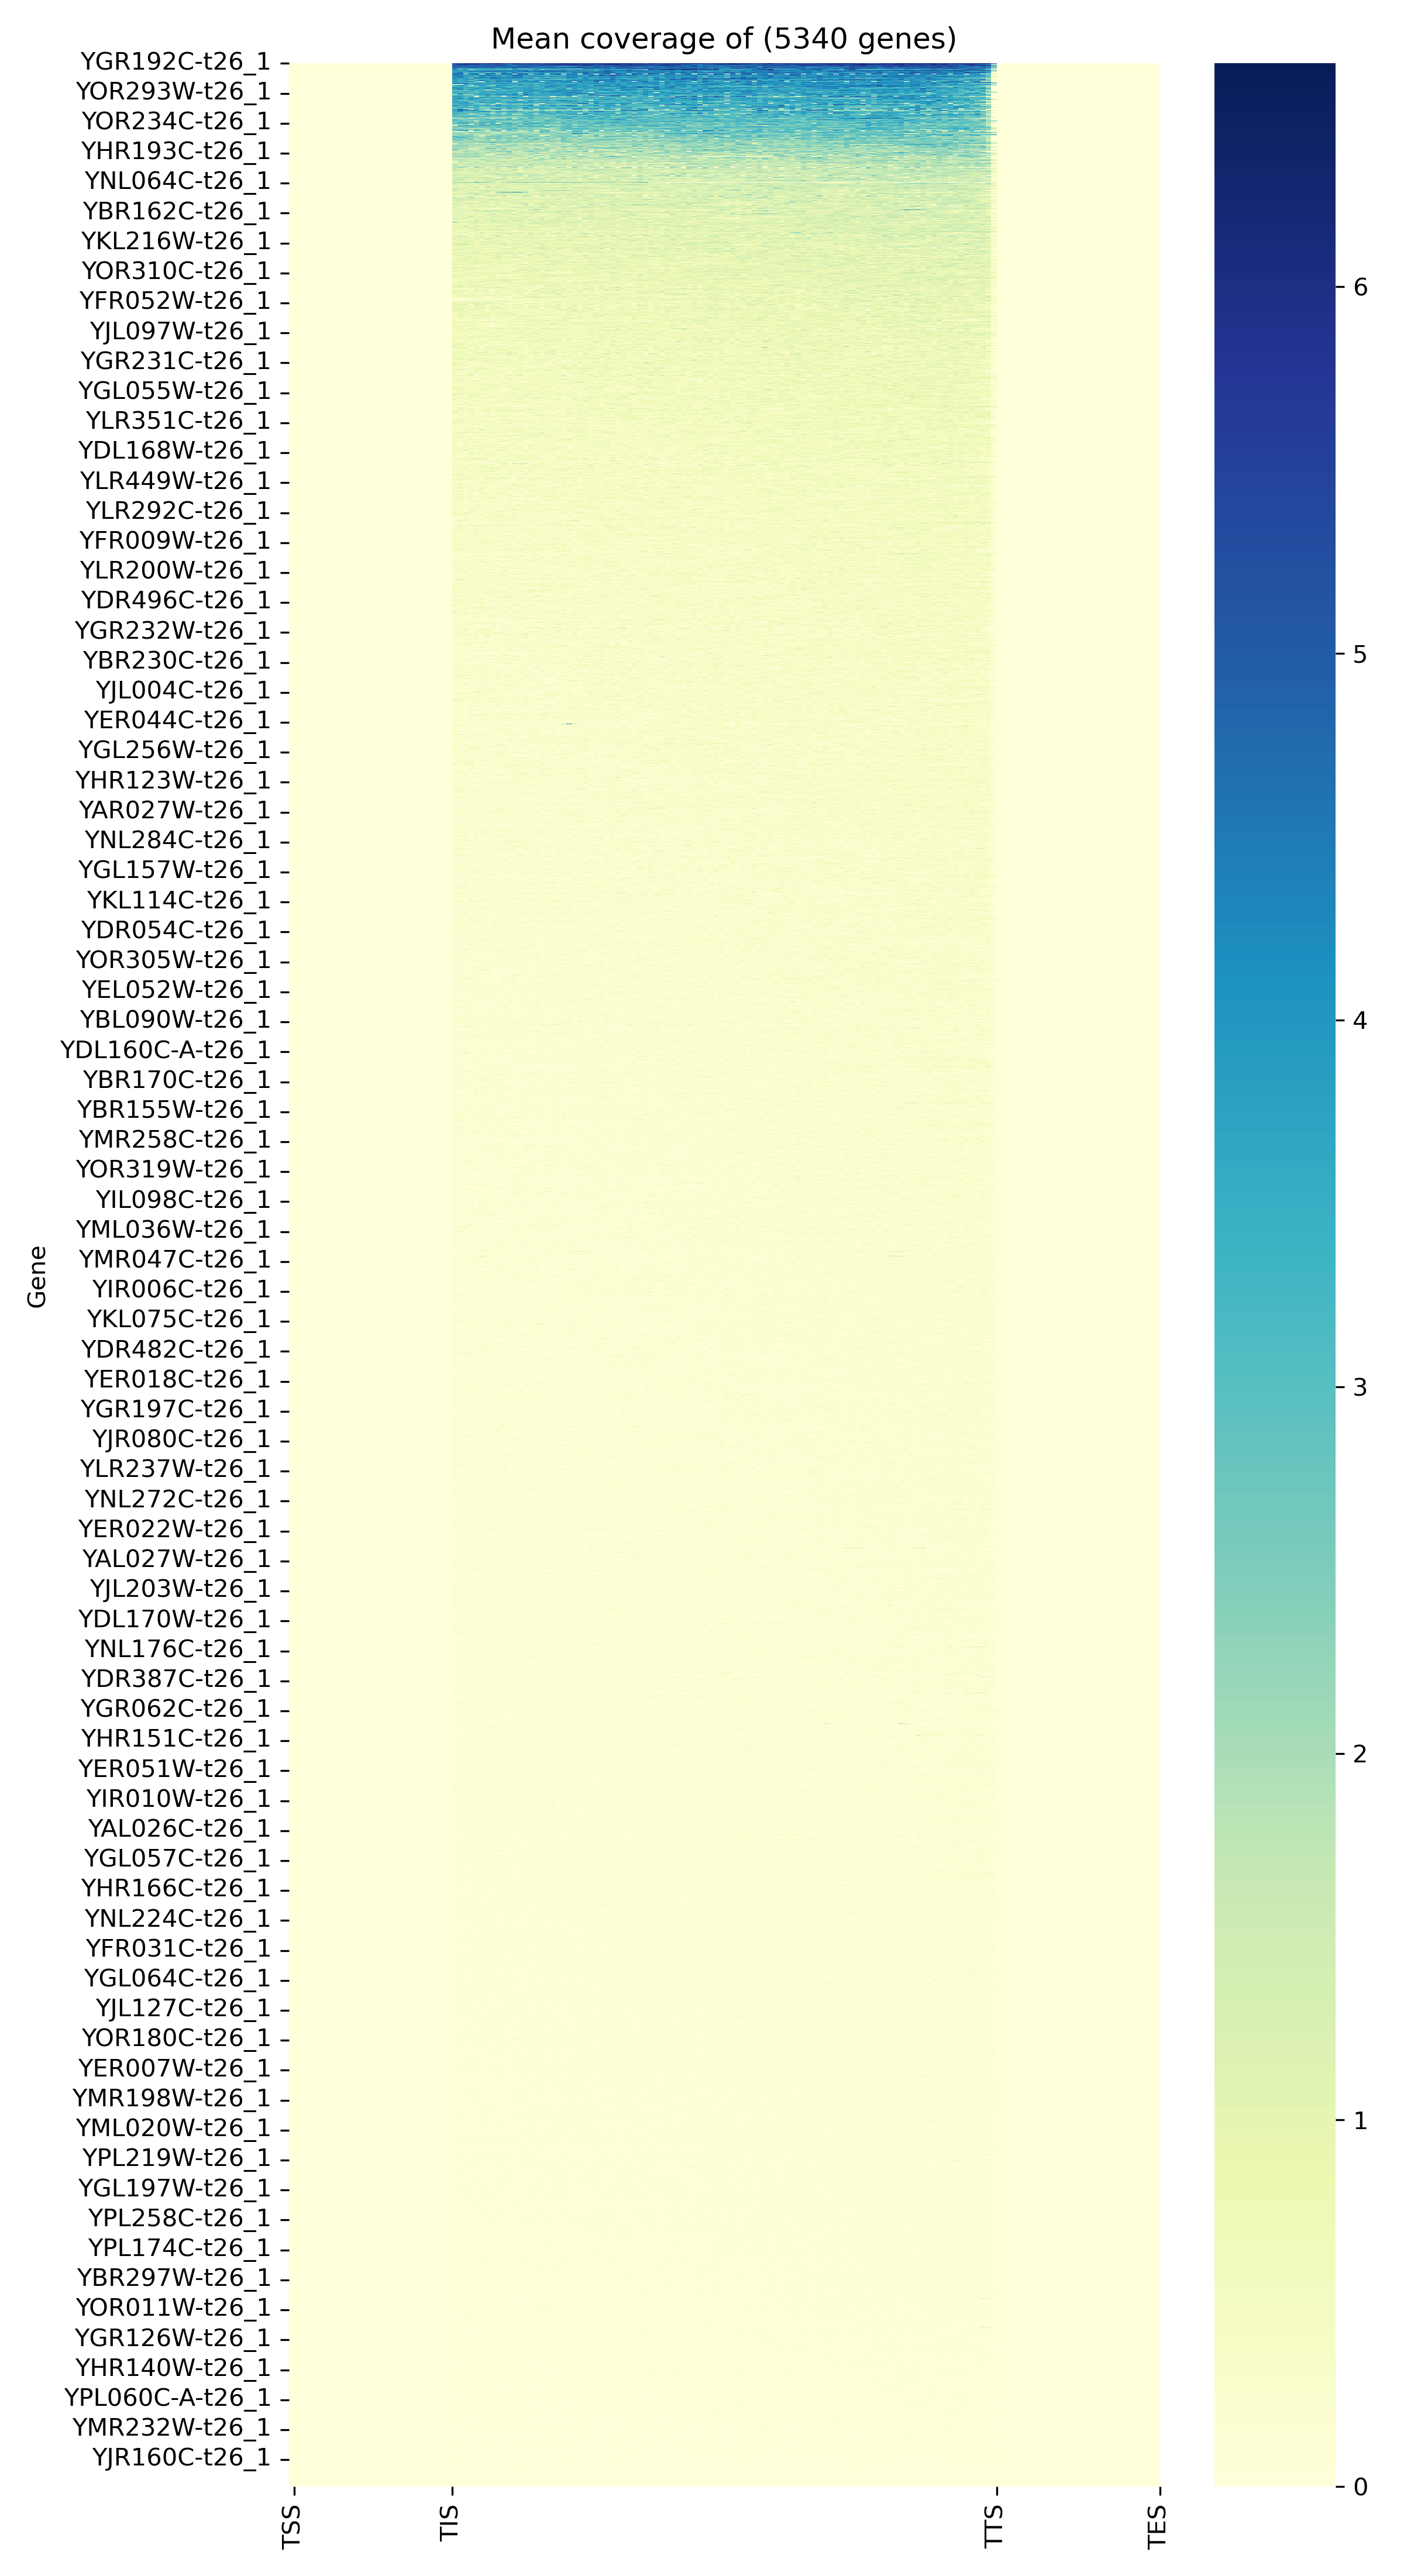 Mean coverage of (5340 genes)
YGR192C-t26_1
YOR293W-t26_1
YOR234C-t26_1
YHR193C-t26_1
YNL064C-t26_1
YBR162C-t26_1
YKL216W-t26_1
YOR310C-t26_1
YFR052W-t26_1
YJL097W-t26_1
YGR231C-t26_1
YGL055W-t26_1
YLR351C-t26_1
YDL168W-t26_1
YLR449W-t26_1
YLR292C-t26_1
YFR009W-t26_1
YLR200W-t26_1
YDR496C-t26_1
YGR232W-t26_1
YBR230C-t26_1
YJL004C-t26_1
YER044C-t26_1
YGL256W-t26_1
YHR123W-t26_1
YAR027W-t26_1
YNL284C-t26_1
YGL157W-t26_1
YKL114C-t26_1
YDR054C-t26_1
YOR305W-t26_1
YEL052W-t26_1
YBL090W-t26_1
YDL160C-A-t26_1
YBR170C-t26_1
YBR155W-t26_1
YMR258C-t26_1
YOR319W-t26_1
YIL098C-t26_1
YML036W-t26_1
YMR047C-t26_1
YIR006C-t26_1
YKL075C-t26_1
YDR482C-t26_1
YER018C-t26_1
YGR197C-t26_1
YJR080C-t26_1
YLR237W-t26_1
YNL272C-t26_1
YER022W-t26_1
YAL027W-t26_1
YJL203W-t26_1
YDL170W-t26_1
YNL176C-t26_1
YDR387C-t26_1
YGR062C-t26_1
YHR151C-t26_1
YER051W-t26_1
YIR010W-t26_1
YAL026C-t26_1
YGL057C-t26_1
YHR166C-t26_1
YNL224C-t26_1
YFR031C-t26_1
YGL064C-t26_1
YJL127C-t26_1
YOR180C-t26_1
YER007W-t26_1
YMR198W-t26_1
YML020W-t26_1
YPL219W-t26_1
YGL197W-t26_1
YPL258C-t26_1
YPL174C-t26_1
YBR297W-t26_1
YOR011W-t26_1
YGR126W-t26_1
YHR140W-t26_1
YPL060C-A-t26_1
YMR232W-t26_1
YJR160C-t26_1
Gene
TSS
TIS
TTS
TES
6
5
4
3
2
1
0